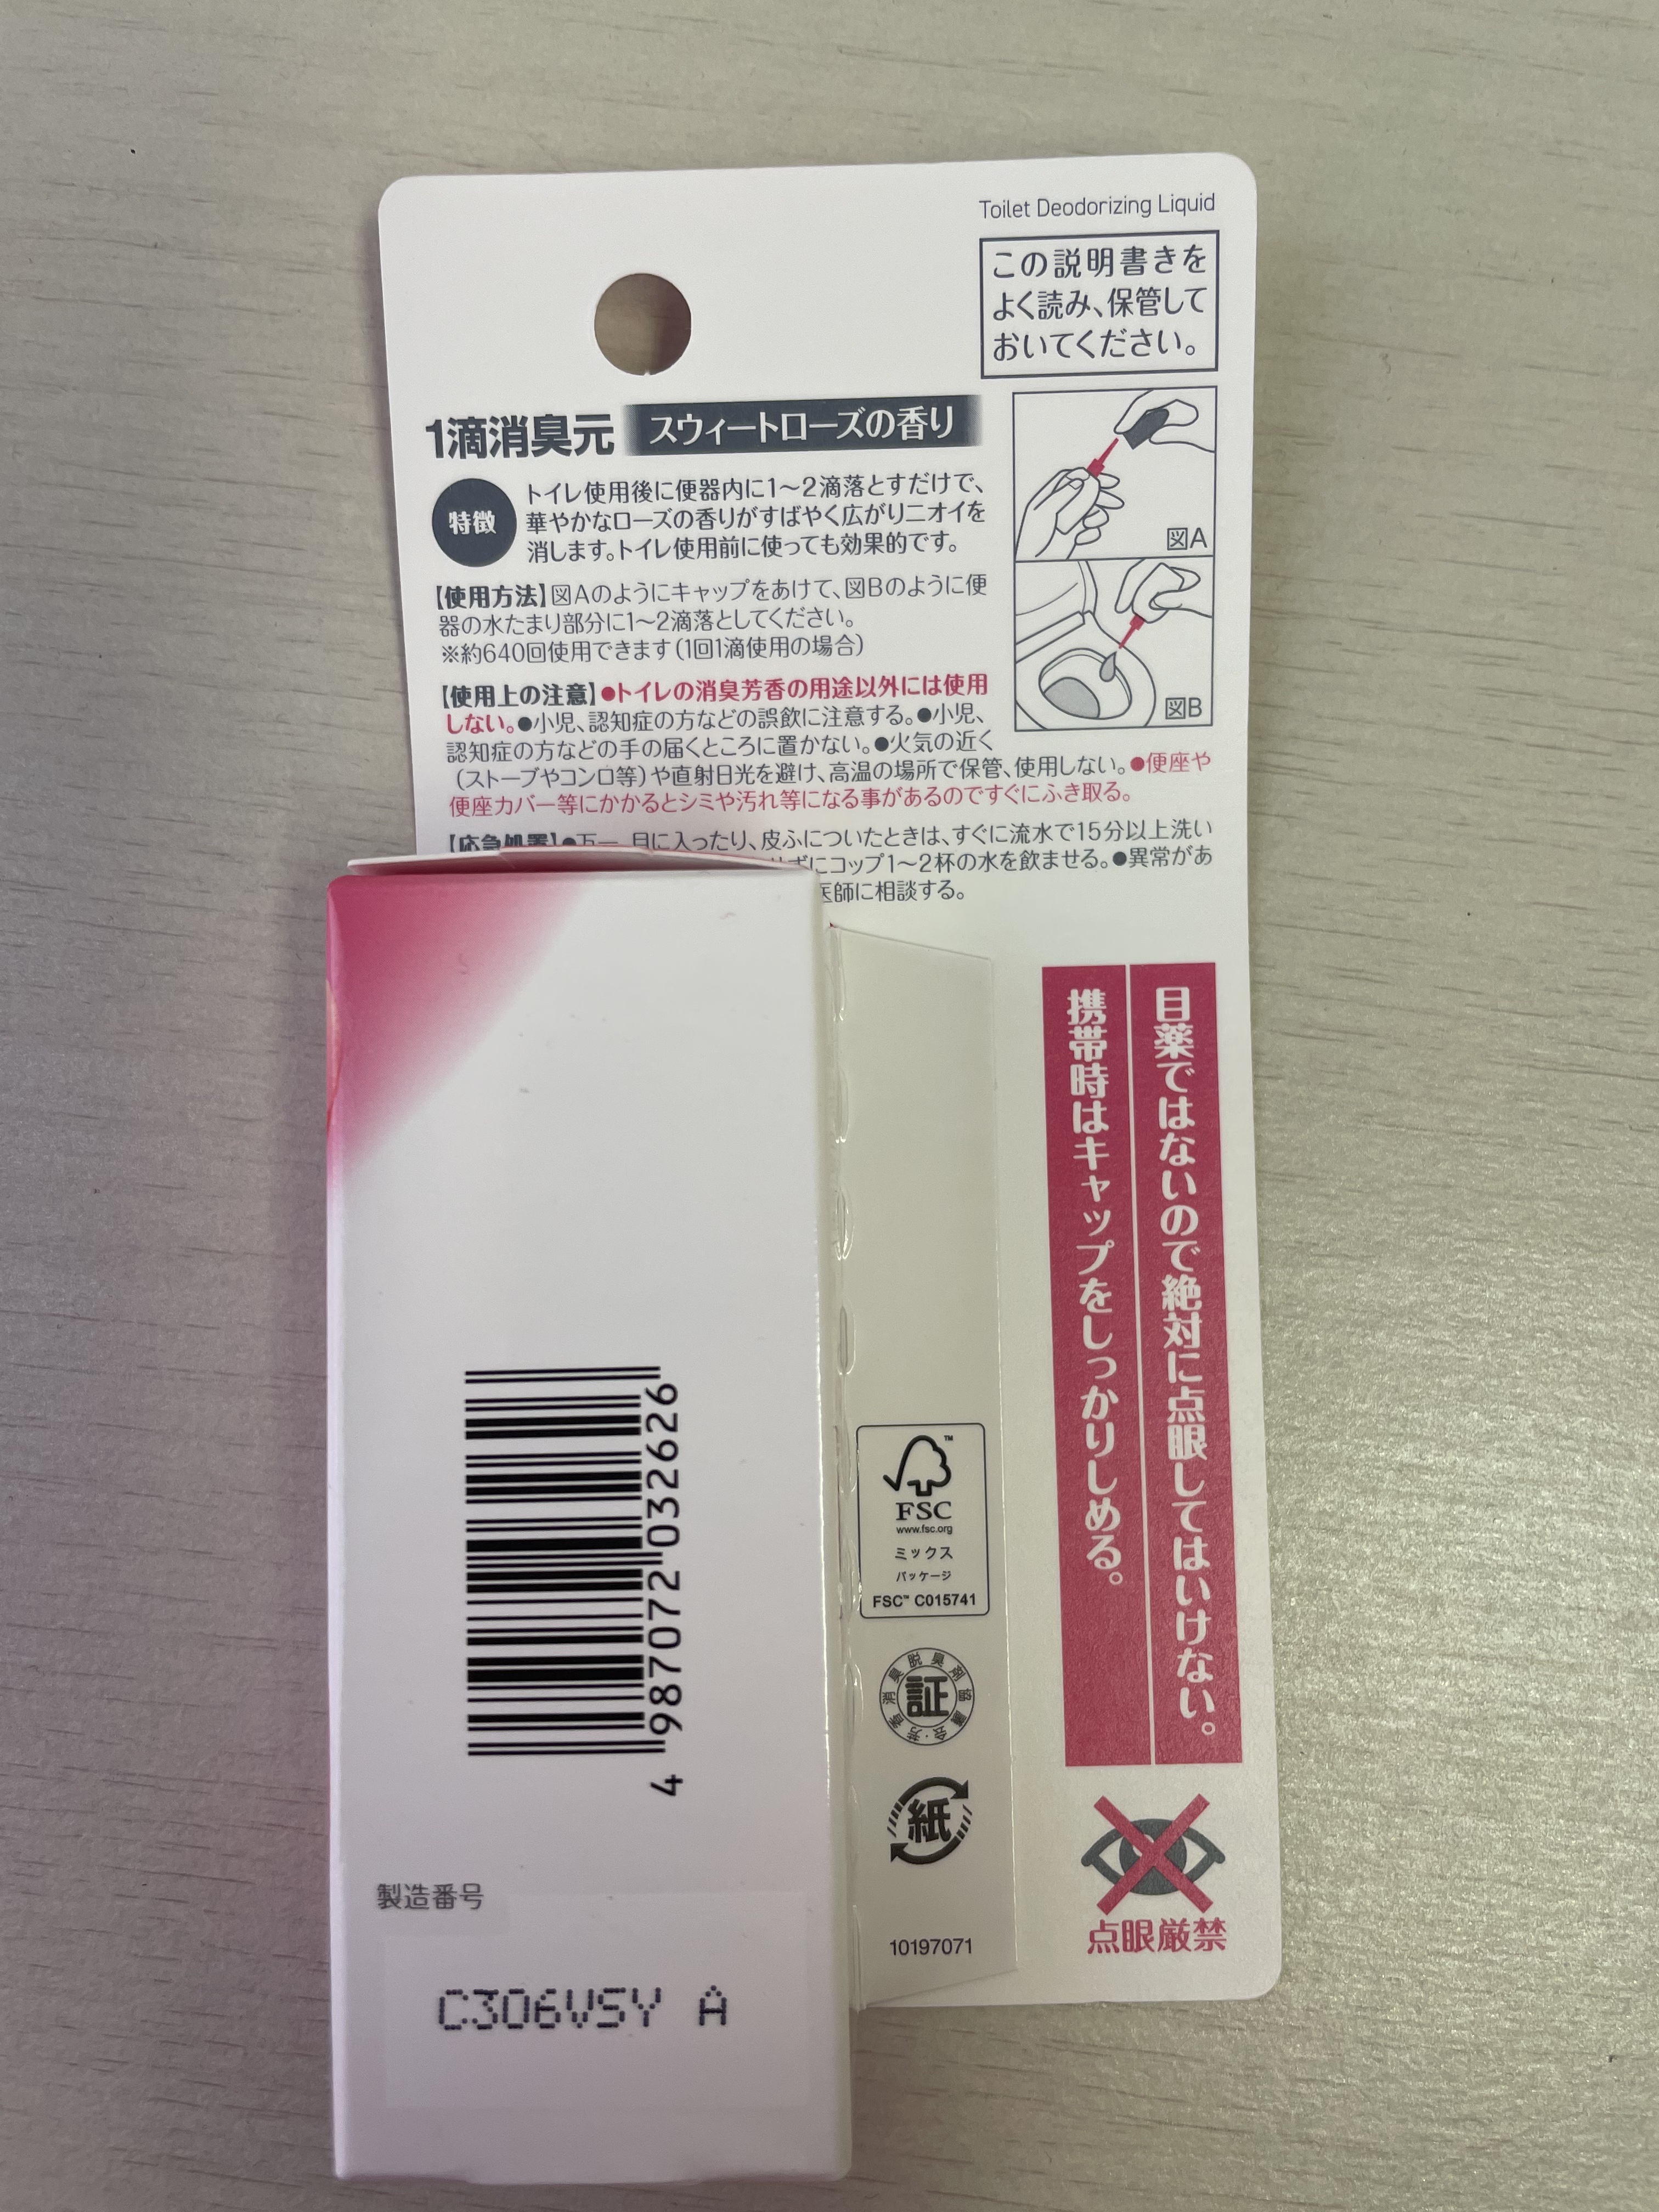 Toilet Deodorizing Liquid
この説明書きを
よく読み、保管して
おいてください。
1滴消臭元 スウィートローズの香り
特徴
トイレ使用後に便器内に1～2滴落とすだけで、
華やかなローズの香りがすばやく広がりニオイを
消します。トイレ使用前に使っても効果的です。
図A
【使用方法】図Aのようにキャップをあけて、図Bのように便
器の水たまり部分に1～2滴落としてください。
※約640回使用できます（1回1滴使用の場合）
図B
【使用上の注意】●トイレの消臭芳香の用途以外には使用
しない。●小児、認知症の方などの誤飲に注意する。●小児、
認知症の方などの手の届くところに置かない。●火気の近く
（ストーブやコンロ等）や直射日光を避け、高温の場所で保管、使用しない。●便座や
便座カバー等にかかるとシミや汚れ等になる事があるのですぐにふき取る。
【応急処置】●万一、目に入ったり、皮ふについたときは、すぐに流水で15分以上洗い
せずにコップ1～2杯の水を飲ませる。●異常があ
医師に相談する。
目薬ではないので絶対に点眼してはいけない。
携帯時はキャップをしっかりしめる。
点眼厳禁
FSC
www.fsc.org
ミックス
パッケージ
FSC™ C015741
芳香消臭脱臭剤協議会・
証
紙
10197071
4 987072 032626
製造番号
C306V5Y A